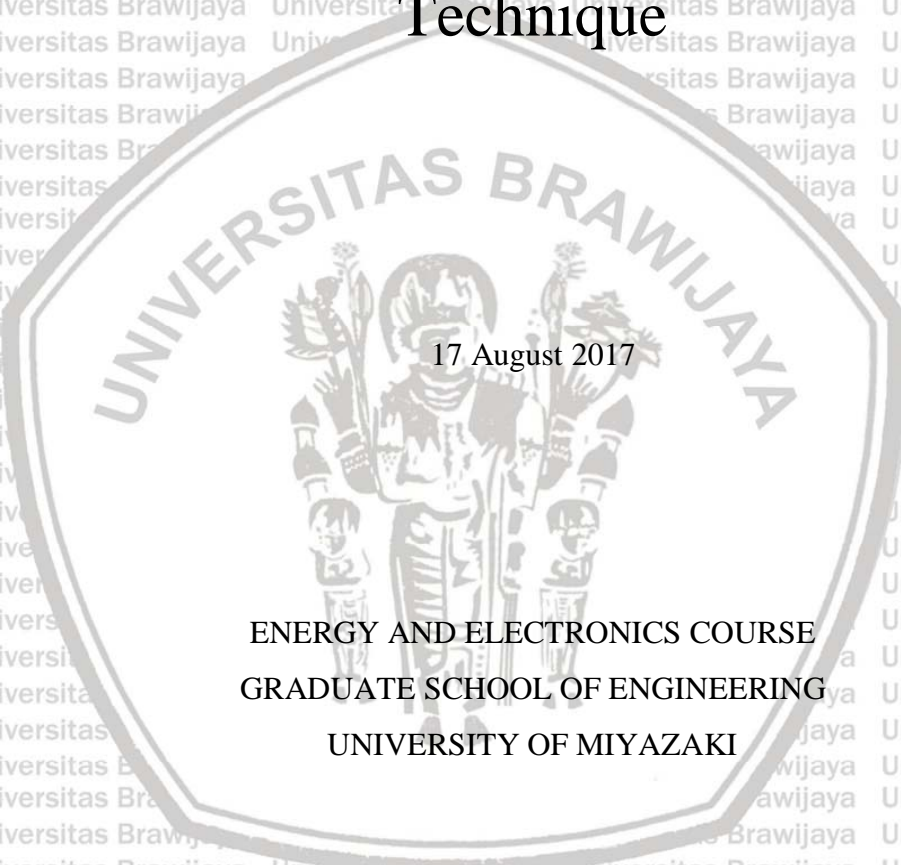 Technique
UNIVERSITAS BRAWIJAYA
17 August 2017
ENERGY AND ELECTRONICS COURSE
GRADUATE SCHOOL OF ENGINEERING
UNIVERSITY OF MIYAZAKI